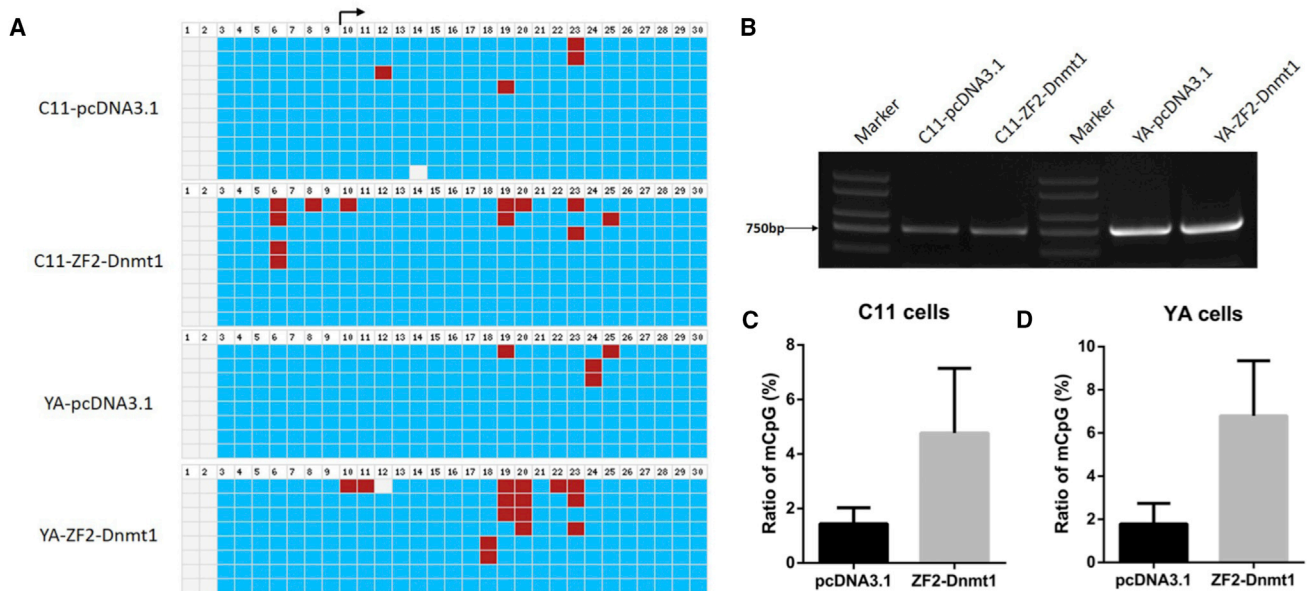 A
1 2 3 4 5 6 7 8 9 10 11 12 13 14 15 16 17 18 19 20 21 22 23 24 25 26 27 28 29 30
C11-pcDNA3.1
1 2 3 4 5 6 7 8 9 10 11 12 13 14 15 16 17 18 19 20 21 22 23 24 25 26 27 28 29 30
C11-ZF2-Dnmt1
1 2 3 4 5 6 7 8 9 10 11 12 13 14 15 16 17 18 19 20 21 22 23 24 25 26 27 28 29 30
YA-pcDNA3.1
1 2 3 4 5 6 7 8 9 10 11 12 13 14 15 16 17 18 19 20 21 22 23 24 25 26 27 28 29 30
YA-ZF2-Dnmt1
B
Marker
C11-pcDNA3.1
C11-ZF2-Dnmt1
Marker
YA-pcDNA3.1
YA-ZF2-Dnmt1
750bp
C
C11 cells
Ratio of mCpG (%)
8
6
4
2
0
pcDNA3.1 ZF2-Dnmt1
D
YA cells
Ratio of mCpG (%)
10
8
6
4
2
0
pcDNA3.1 ZF2-Dnmt1